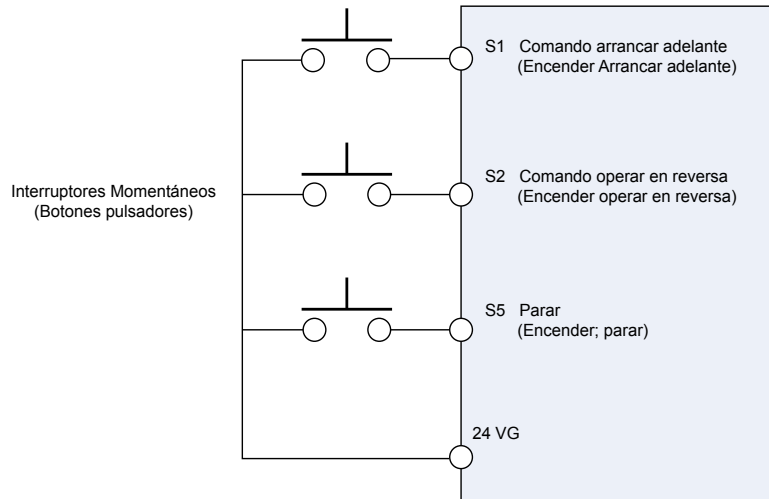 S1 Comando arrancar adelante
(Encender Arrancar adelante)
S2 Comando operar en reversa
(Encender operar en reversa)
Interruptores Momentáneos
(Botones pulsadores)
S5 Parar
(Encender; parar)
24 VG